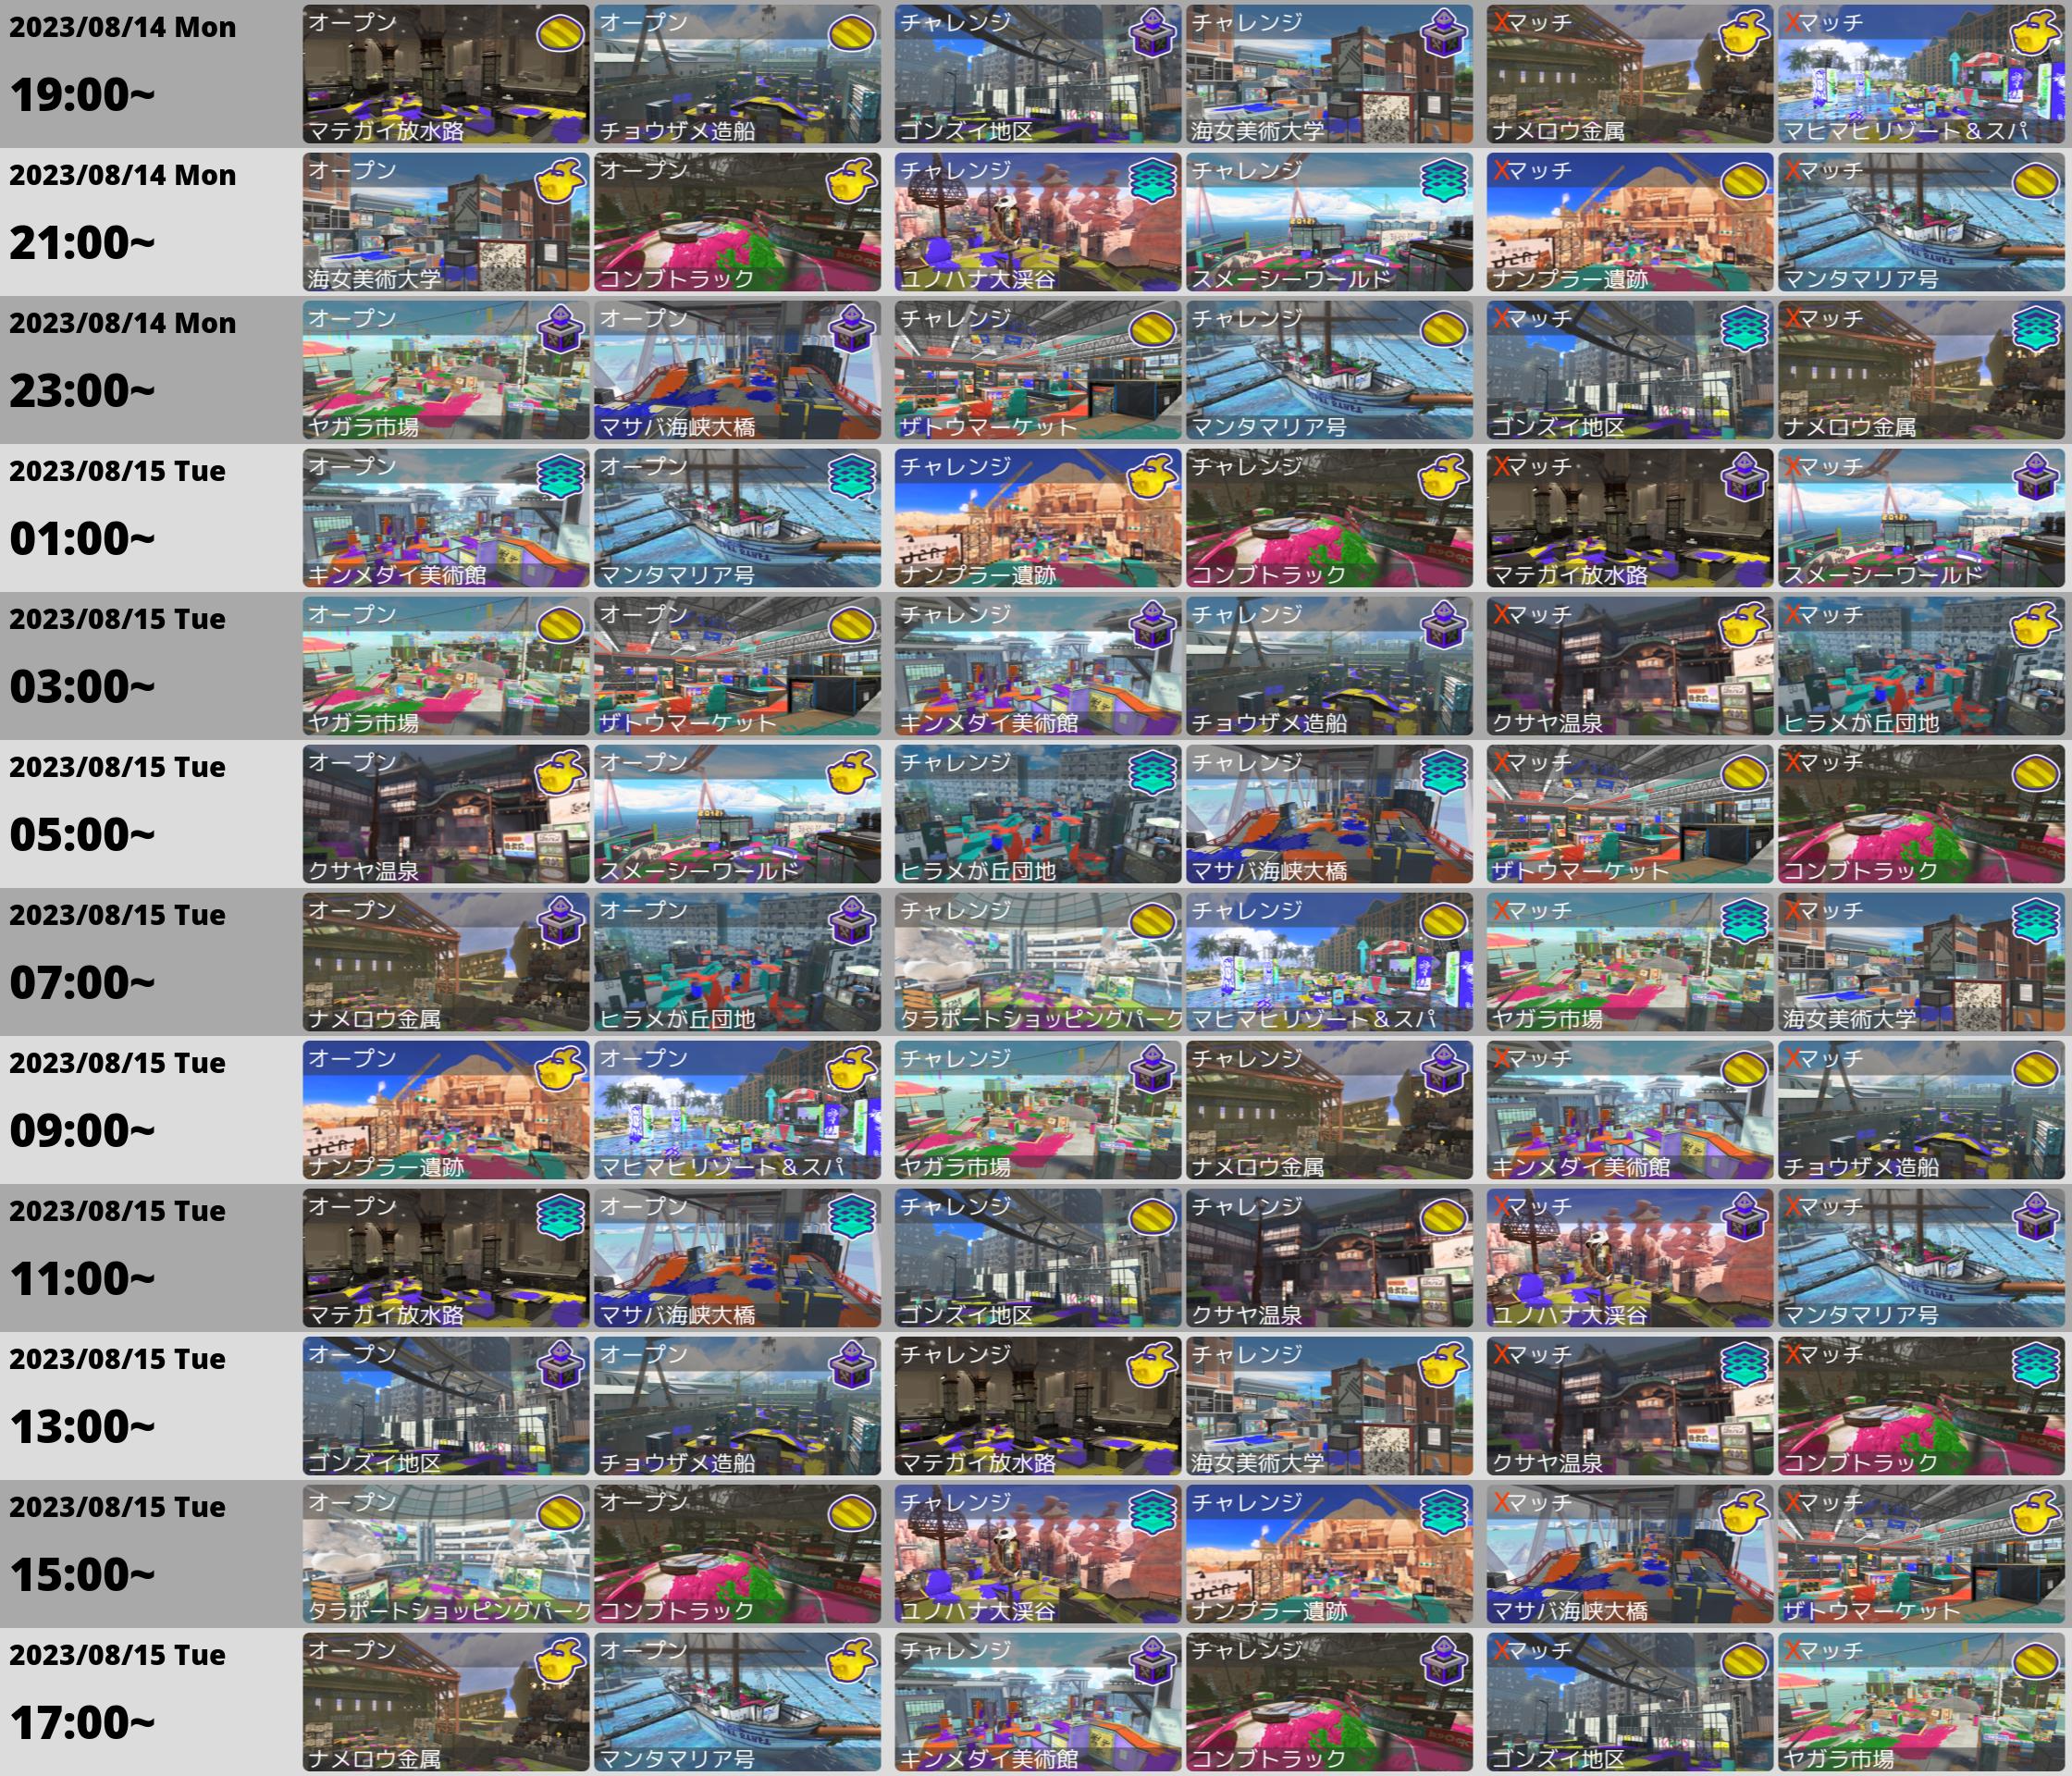 2023/08/14 Mon
19:00~
オープン オープン チャレンジ チャレンジ Xマッチ Xマッチ
マテガイ放水路 チョウザメ造船 ゴンズイ地区 海女美術大学 ナメロウ金属 マヒマヒリゾート＆スパ
2023/08/14 Mon
21:00~
オープン オープン チャレンジ チャレンジ Xマッチ Xマッチ
海女美術大学 コンブトラック ユノハナ大渓谷 スメーシーワールド ナンプラー遺跡 マンタマリア号
2023/08/14 Mon
23:00~
オープン オープン チャレンジ チャレンジ Xマッチ Xマッチ
ヤガラ市場 マサバ海峡大橋 ザトウマーケット マンタマリア号 ゴンズイ地区 ナメロウ金属
2023/08/15 Tue
01:00~
オープン オープン チャレンジ チャレンジ Xマッチ Xマッチ
キンメダイ美術館 マンタマリア号 ナンプラー遺跡 コンブトラック マテガイ放水路 スメーシーワールド
2023/08/15 Tue
03:00~
オープン オープン チャレンジ チャレンジ Xマッチ Xマッチ
ヤガラ市場 ザトウマーケット キンメダイ美術館 チョウザメ造船 クサヤ温泉 ヒラメが丘団地
2023/08/15 Tue
05:00~
オープン オープン チャレンジ チャレンジ Xマッチ Xマッチ
クサヤ温泉 スメーシーワールド ヒラメが丘団地 マサバ海峡大橋 ザトウマーケット コンブトラック
2023/08/15 Tue
07:00~
オープン オープン チャレンジ チャレンジ Xマッチ Xマッチ
ナメロウ金属 ヒラメが丘団地 タラポートショッピングパーク マヒマヒリゾート＆スパ ヤガラ市場 海女美術大学
2023/08/15 Tue
09:00~
オープン オープン チャレンジ チャレンジ Xマッチ Xマッチ
ナンプラー遺跡 マヒマヒリゾート＆スパ ヤガラ市場 ナメロウ金属 キンメダイ美術館 チョウザメ造船
2023/08/15 Tue
11:00~
オープン オープン チャレンジ チャレンジ Xマッチ Xマッチ
マテガイ放水路 マサバ海峡大橋 ゴンズイ地区 クサヤ温泉 ユノハナ大渓谷 マンタマリア号
2023/08/15 Tue
13:00~
オープン オープン チャレンジ チャレンジ Xマッチ Xマッチ
ゴンズイ地区 チョウザメ造船 マテガイ放水路 海女美術大学 クサヤ温泉 コンブトラック
2023/08/15 Tue
15:00~
オープン オープン チャレンジ チャレンジ Xマッチ Xマッチ
タラポートショッピングパーク コンブトラック ユノハナ大渓谷 ナンプラー遺跡 マサバ海峡大橋 ザトウマーケット
2023/08/15 Tue
17:00~
オープン オープン チャレンジ チャレンジ Xマッチ Xマッチ
ナメロウ金属 マンタマリア号 キンメダイ美術館 コンブトラック ゴンズイ地区 ヤガラ市場